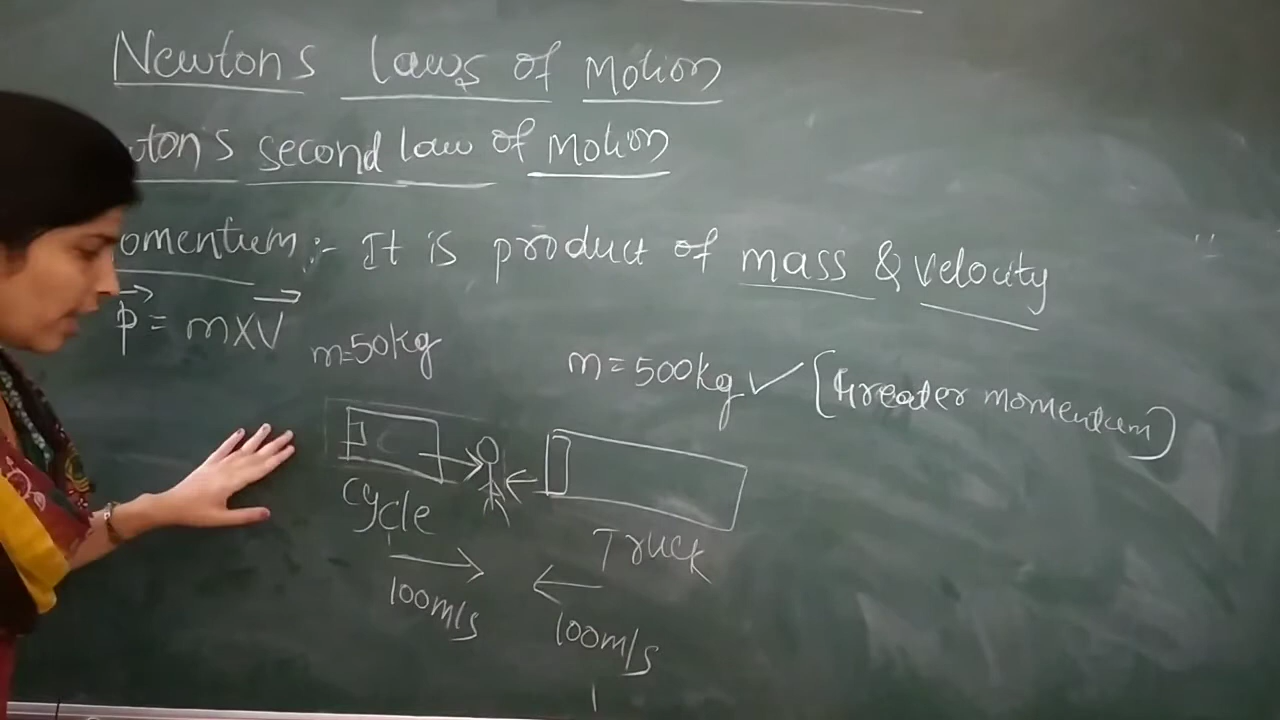 Newton's laws of Motion
wton's second law of Motion
omentum :- It is product of mass & velocity
p = m×v
m=50kg
m=500kg ✓ [Greater momentum]
C
cycle
Truck
100m/s
100m/s